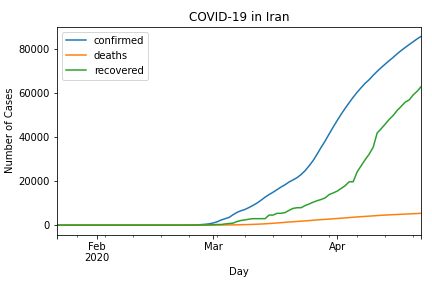 COVID-19 in Iran
confirmed
deaths
recovered
80000
60000
40000
20000
0
Number of Cases
Feb
2020
Mar
Apr
Day